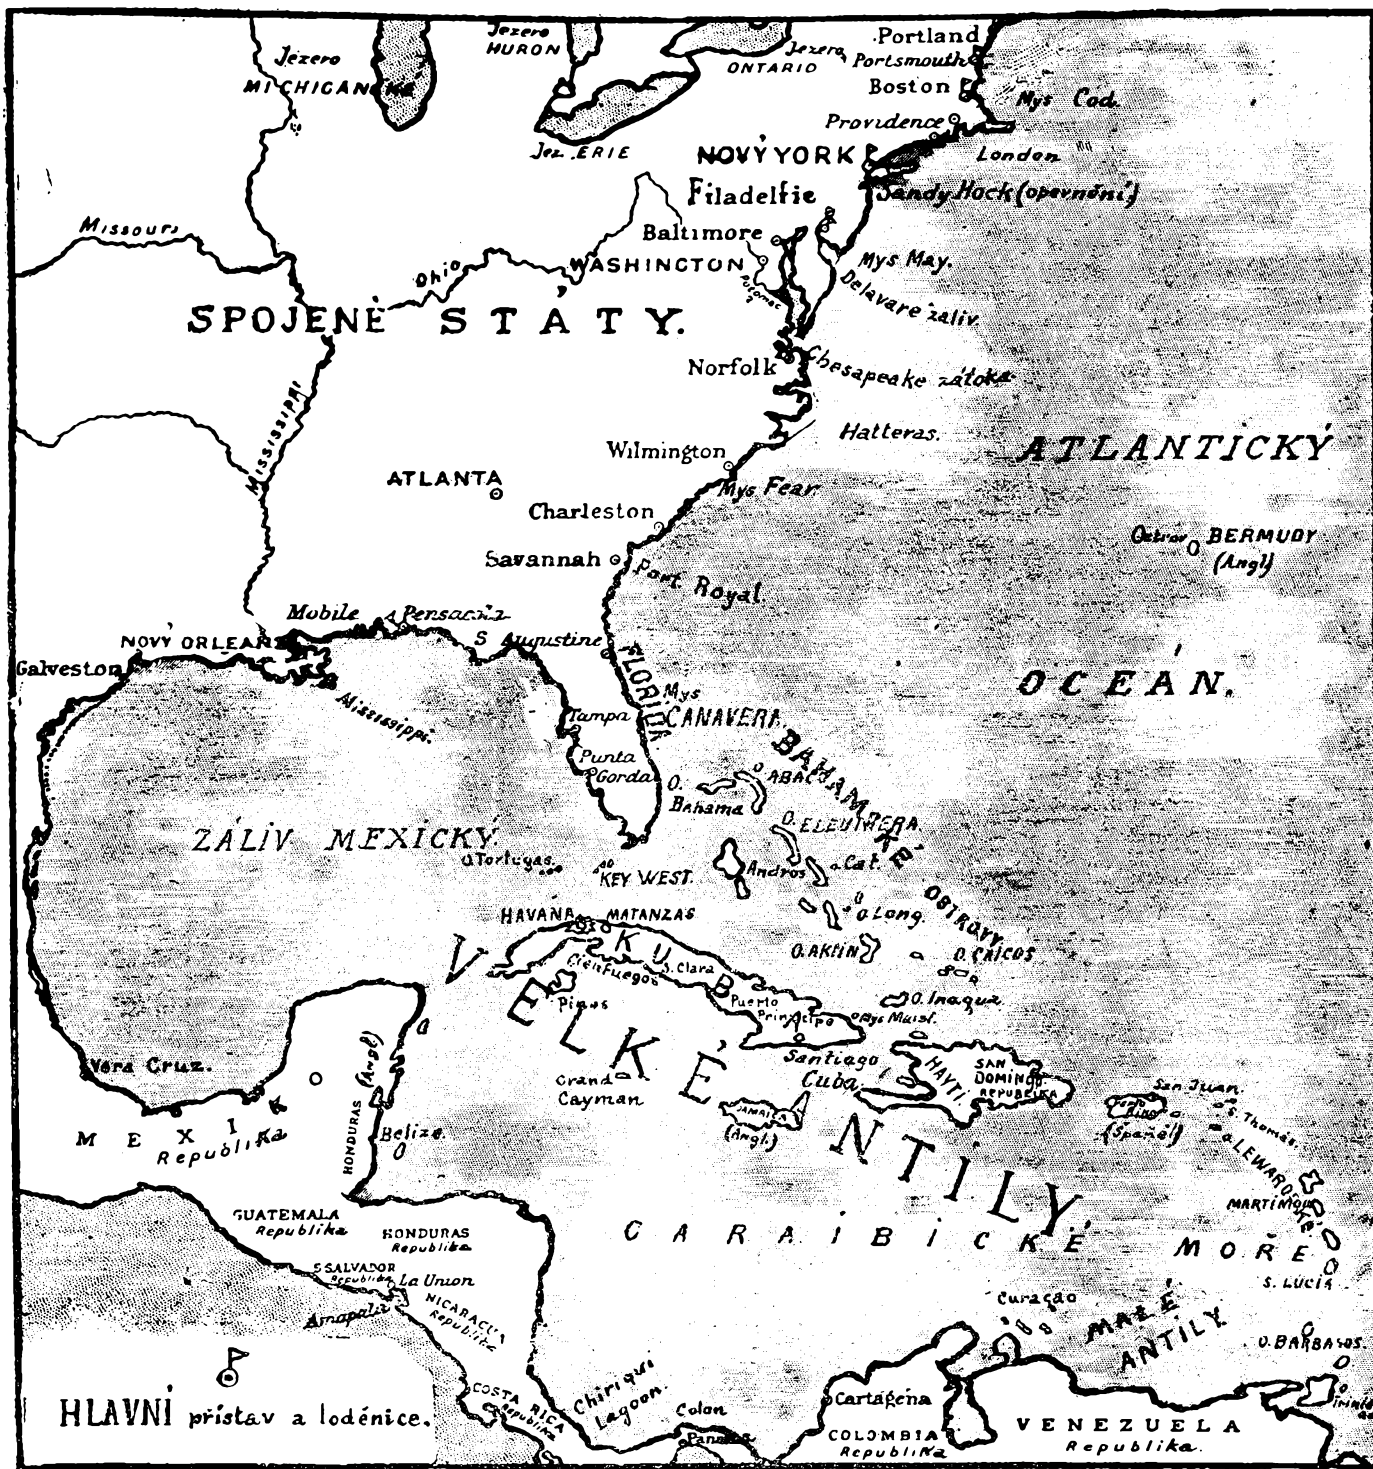 Jezero
MICHIGANSKÉ
Jezero
HURON
Jezero
ONTARIO
Jez. ERIE
Portland
Portsmouth
Boston
Mys Cod.
Providence
NOVÝ YORK
London
Sandy Hock (opevnění)
Filadelfie
Baltimore
WASHINGTON
Potomac
Mys May.
Delavare záliv.
Missouri
Ohio
SPOJENÉ STÁTY.
Norfolk
Chesapeake zátoka
Mississippi
Hatteras.
Wilmington
ATLANTICKÝ
ATLANTA
Mys Fear
Charleston
Ostrov BERMUDY
(Angl)
Savannah
Port Royal.
Mobile
Pensacola
S Augustine
NOVÝ ORLEANS
Galveston
Mississippi.
FLORIDA
OCEÁN.
Mys
CANAVERA.
Tampa
Punta
Gorda
O.
Bahama
ABACO
BAHAMSKÉ OSTROVY.
O. ELEUTHERA
ZÁLIV MEXICKÝ.
O Tortugas.
KEY WEST.
Andros
Cat.
O Long.
HAVANA
MATANZAS
KUBA
Cienfuegos
S. Clara
O. AKLIN
O. CAICOS
Pinos
Puerto
Principe
O. Inagua.
Mys Maisi.
VELKÉ ANTILY
Santiago
Cuba.
HAYTI.
SAN
DOMINGO
REPUBLIKA
Grand
Cayman
JAMAICA
(Angl.)
San Juan.
Porto
Rico
(Španěl)
S. Thomas.
O. LEWARDSKÉ.
MARTINIQUE
Vera Cruz.
MEXIKO
Republika
HONDURAS (Angl)
Belize.
GUATEMALA
Republika
HONDURAS
Republika
S SALVADOR
Republika
La Union
Amapala
NICARAGUA
Republika
CARAIBICKÉ MOŘE
S. LUCIA
Curaçao
MALÉ
ANTILY.
O. BARBADOS.
O
Chiriqui
Lagoon.
COSTA RICA
Republika
Colon
Panama
Cartagena
COLOMBIA
Republika
VENEZUELA
Republika.
HLAVNÍ přístav a loděnice.